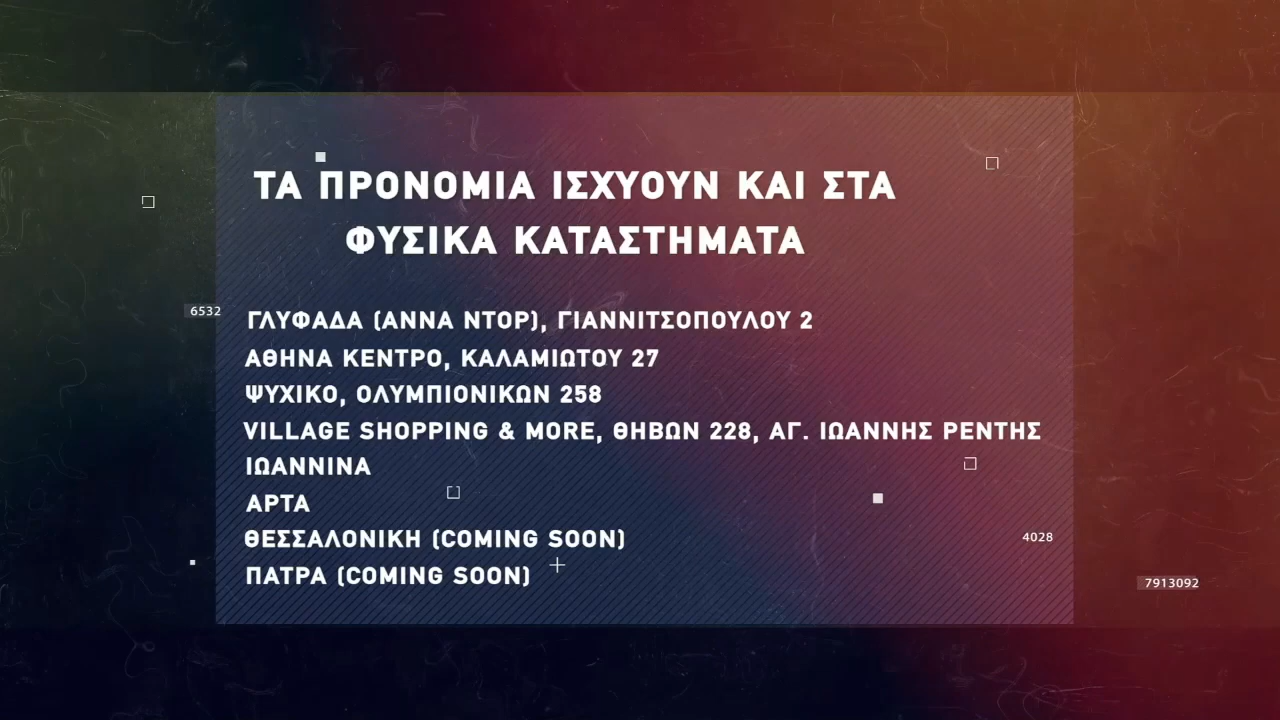 ΤΑ ΠΡΟΝΟΜΙΑ ΙΣΧΥΟΥΝ ΚΑΙ ΣΤΑ
ΦΥΣΙΚΑ ΚΑΤΑΣΤΗΜΑΤΑ
6532
ΓΛΥΦΑΔΑ (ΑΝΝΑ ΝΤΟΡ), ΓΙΑΝΝΙΤΣΟΠΟΥΛΟΥ 2
ΑΘΗΝΑ ΚΕΝΤΡΟ, ΚΑΛΑΜΙΩΤΟΥ 27
ΨΥΧΙΚΟ, ΟΛΥΜΠΙΟΝΙΚΩΝ 258
VILLAGE SHOPPING & MORE, ΘΗΒΩΝ 228, ΑΓ. ΙΩΑΝΝΗΣ ΡΕΝΤΗΣ
ΙΩΑΝΝΙΝΑ
ΑΡΤΑ
ΘΕΣΣΑΛΟΝΙΚΗ (COMING SOON)
4028
ΠΑΤΡΑ (COMING SOON)
7913092